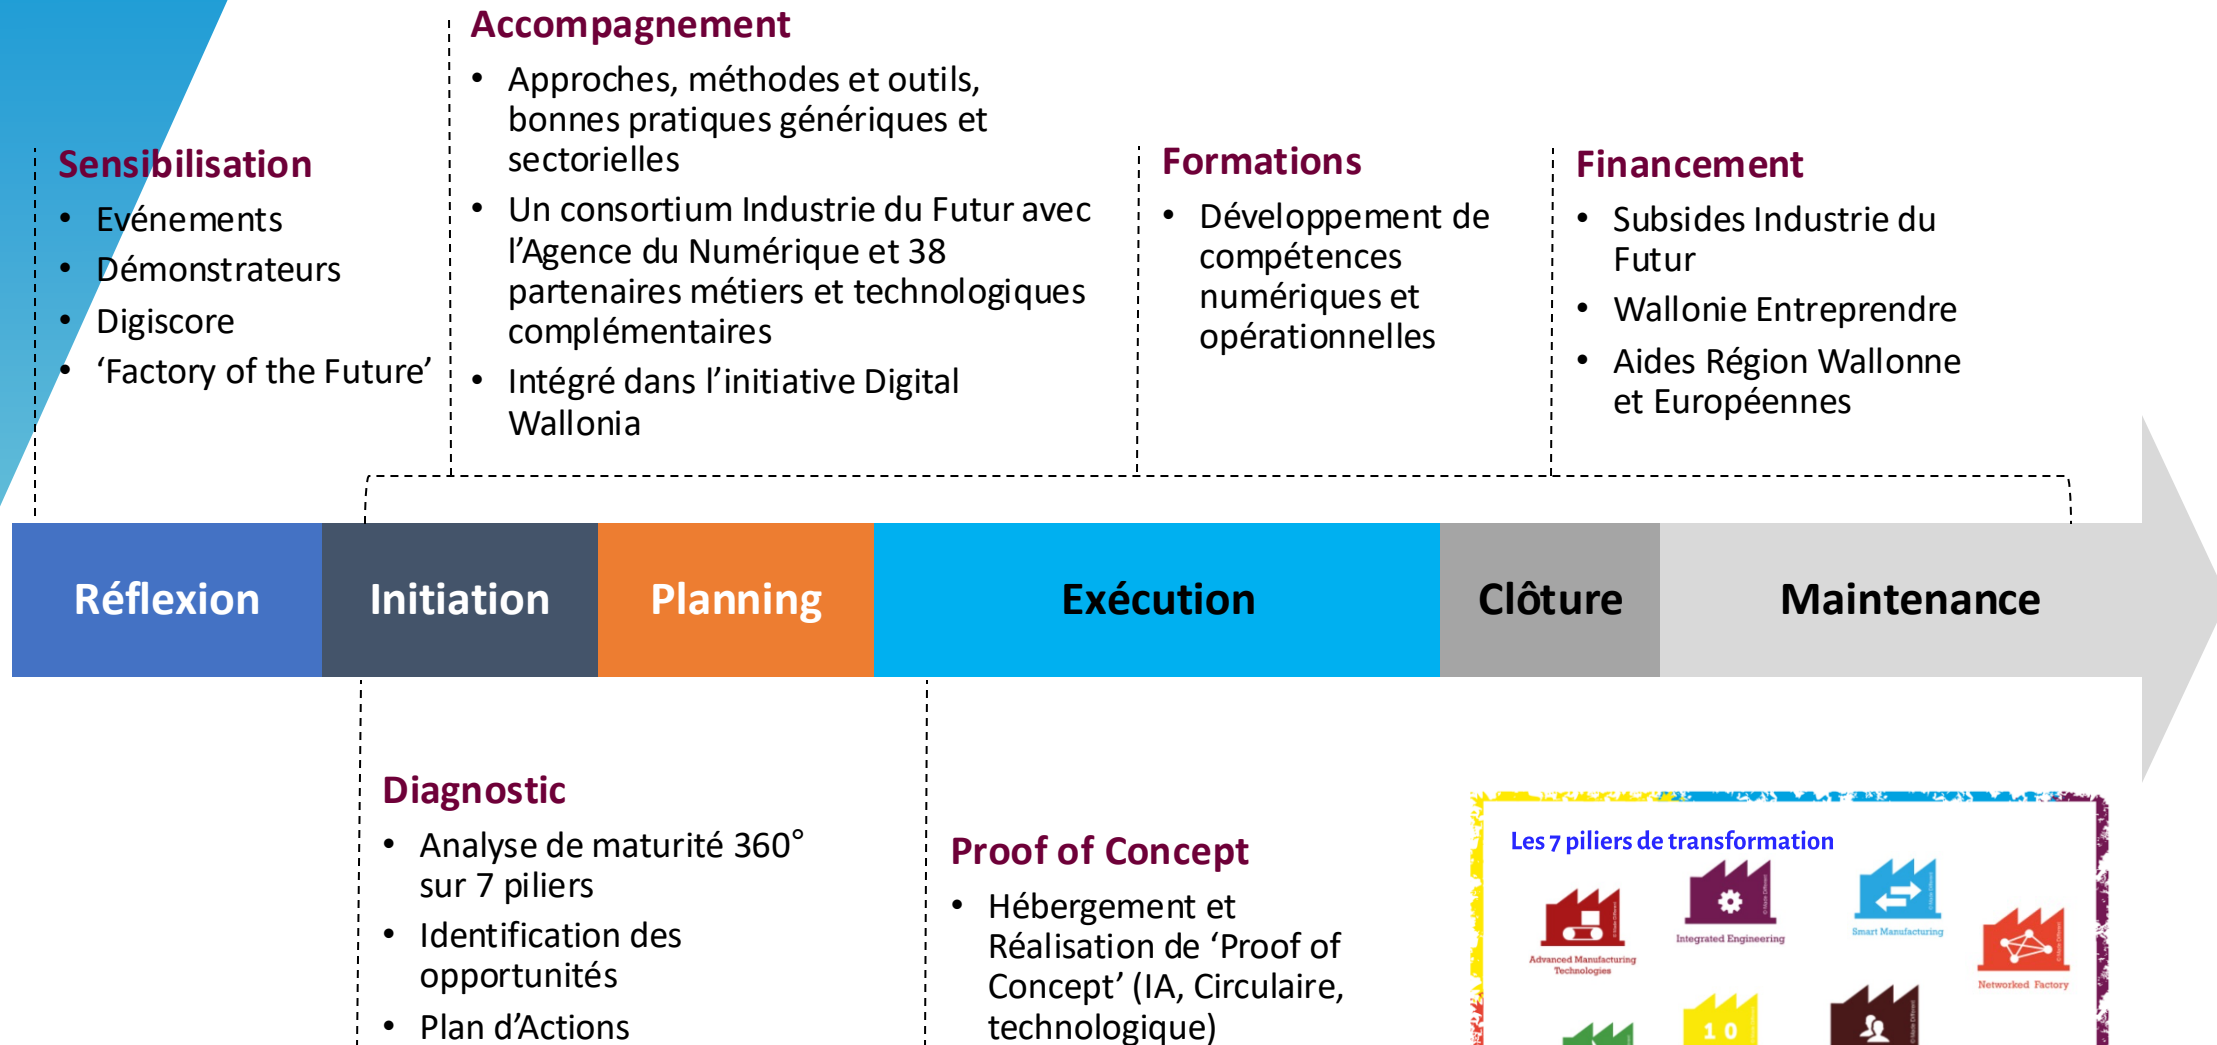 Accompagnement
• Approches, méthodes et outils,
bonnes pratiques génériques et
sectorielles
• Un consortium Industrie du Futur avec
l’Agence du Numérique et 38
partenaires métiers et technologiques
complémentaires
• Intégré dans l’initiative Digital
Wallonia
Sensibilisation
• Evénements
• Démonstrateurs
• Digiscore
• ‘Factory of the Future’
Formations
• Développement de
compétences
numériques et
opérationnelles
Financement
• Subsides Industrie du
Futur
• Wallonie Entreprendre
• Aides Région Wallonne
et Européennes
Réflexion
Initiation
Planning
Exécution
Clôture
Maintenance
Diagnostic
• Analyse de maturité 360°
sur 7 piliers
• Identification des
opportunités
• Plan d’Actions
Proof of Concept
• Hébergement et
Réalisation de ‘Proof of
Concept’ (IA, Circulaire,
technologique)
Les 7 piliers de transformation
Advanced Manufacturing
Technologies
Integrated Engineering
Smart Manufacturing
Networked Factory
1 0